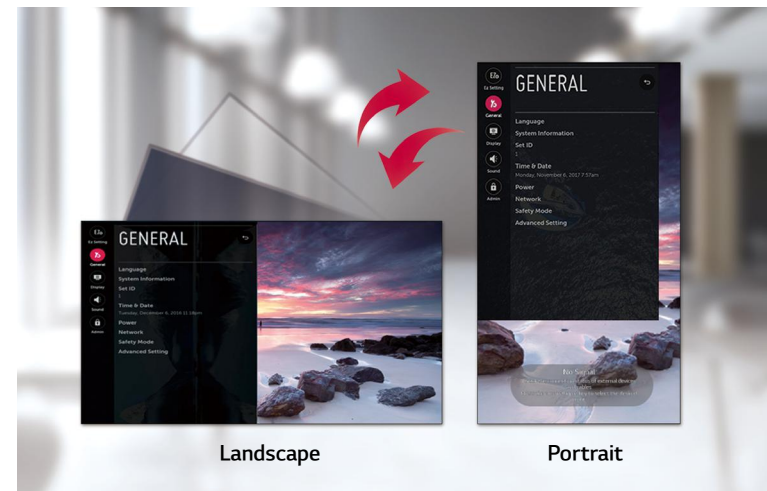 Ez Setting
General
Display
Sound
Admin
GENERAL
Language
System Information
Set ID
1
Time & Date
Tuesday, December 6, 2016 11:18pm
Power
Network
Safety Mode
Advanced Setting
Landscape
Ez Setting
General
Display
Sound
Admin
GENERAL
Language
System Information
Set ID
1
Time & Date
Monday, November 6, 2017 7:57am
Power
Network
Safety Mode
Advanced Setting
No Signal
Portrait